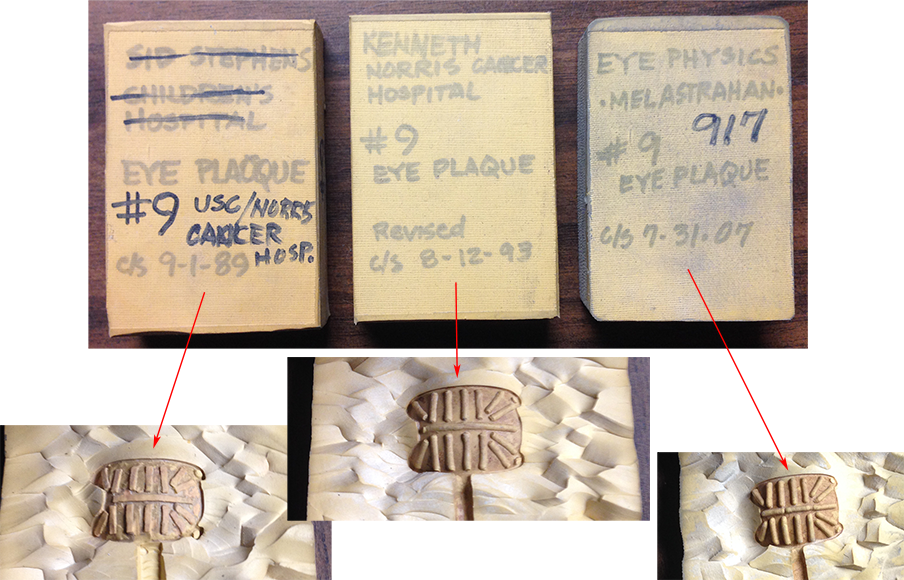 SID STEPHENS
CHILDREN'S
HOSPITAL
EYE PLACQUE
#9 USC/NORRIS
CANCER
HOSP.
c/s 9-1-89
KENNETH
NORRIS CANCER
HOSPITAL
#9
EYE PLAQUE
Revised
c/s 8-12-93
EYE PHYSICS
·MELASTRAHAN·
917
#9
EYE PLAQUE
c/s 7-31-07